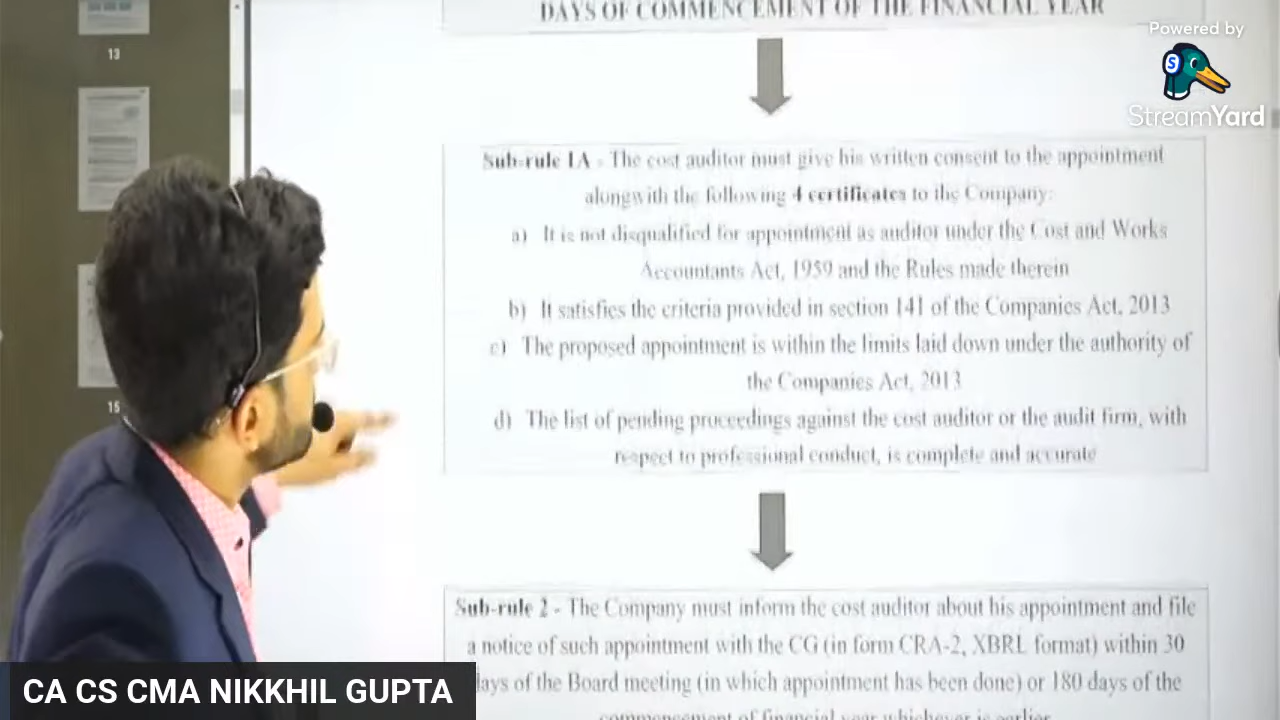 DAYS OF COMMENCEMENT OF THE FINANCIAL YEAR
Powered by
S
StreamYard
13
Sub-rule 1A - The cost auditor must give his written consent to the appointment
alongwith the following 4 certificates to the Company:
a) It is not disqualified for appointment as auditor under the Cost and Works
Accountants Act, 1959 and the Rules made therein
b) It satisfies the criteria provided in section 141 of the Companies Act, 2013
c) The proposed appointment is within the limits laid down under the authority of
the Companies Act, 2013
d) The list of pending proceedings against the cost auditor or the audit firm, with
respect to professional conduct, is complete and accurate
15
Sub-rule 2 - The Company must inform the cost auditor about his appointment and file
a notice of such appointment with the CG (in form CRA-2, XBRL format) within 30
days of the Board meeting (in which appointment has been done) or 180 days of the
commencement of financial year whichever is earlier
CA CS CMA NIKKHIL GUPTA